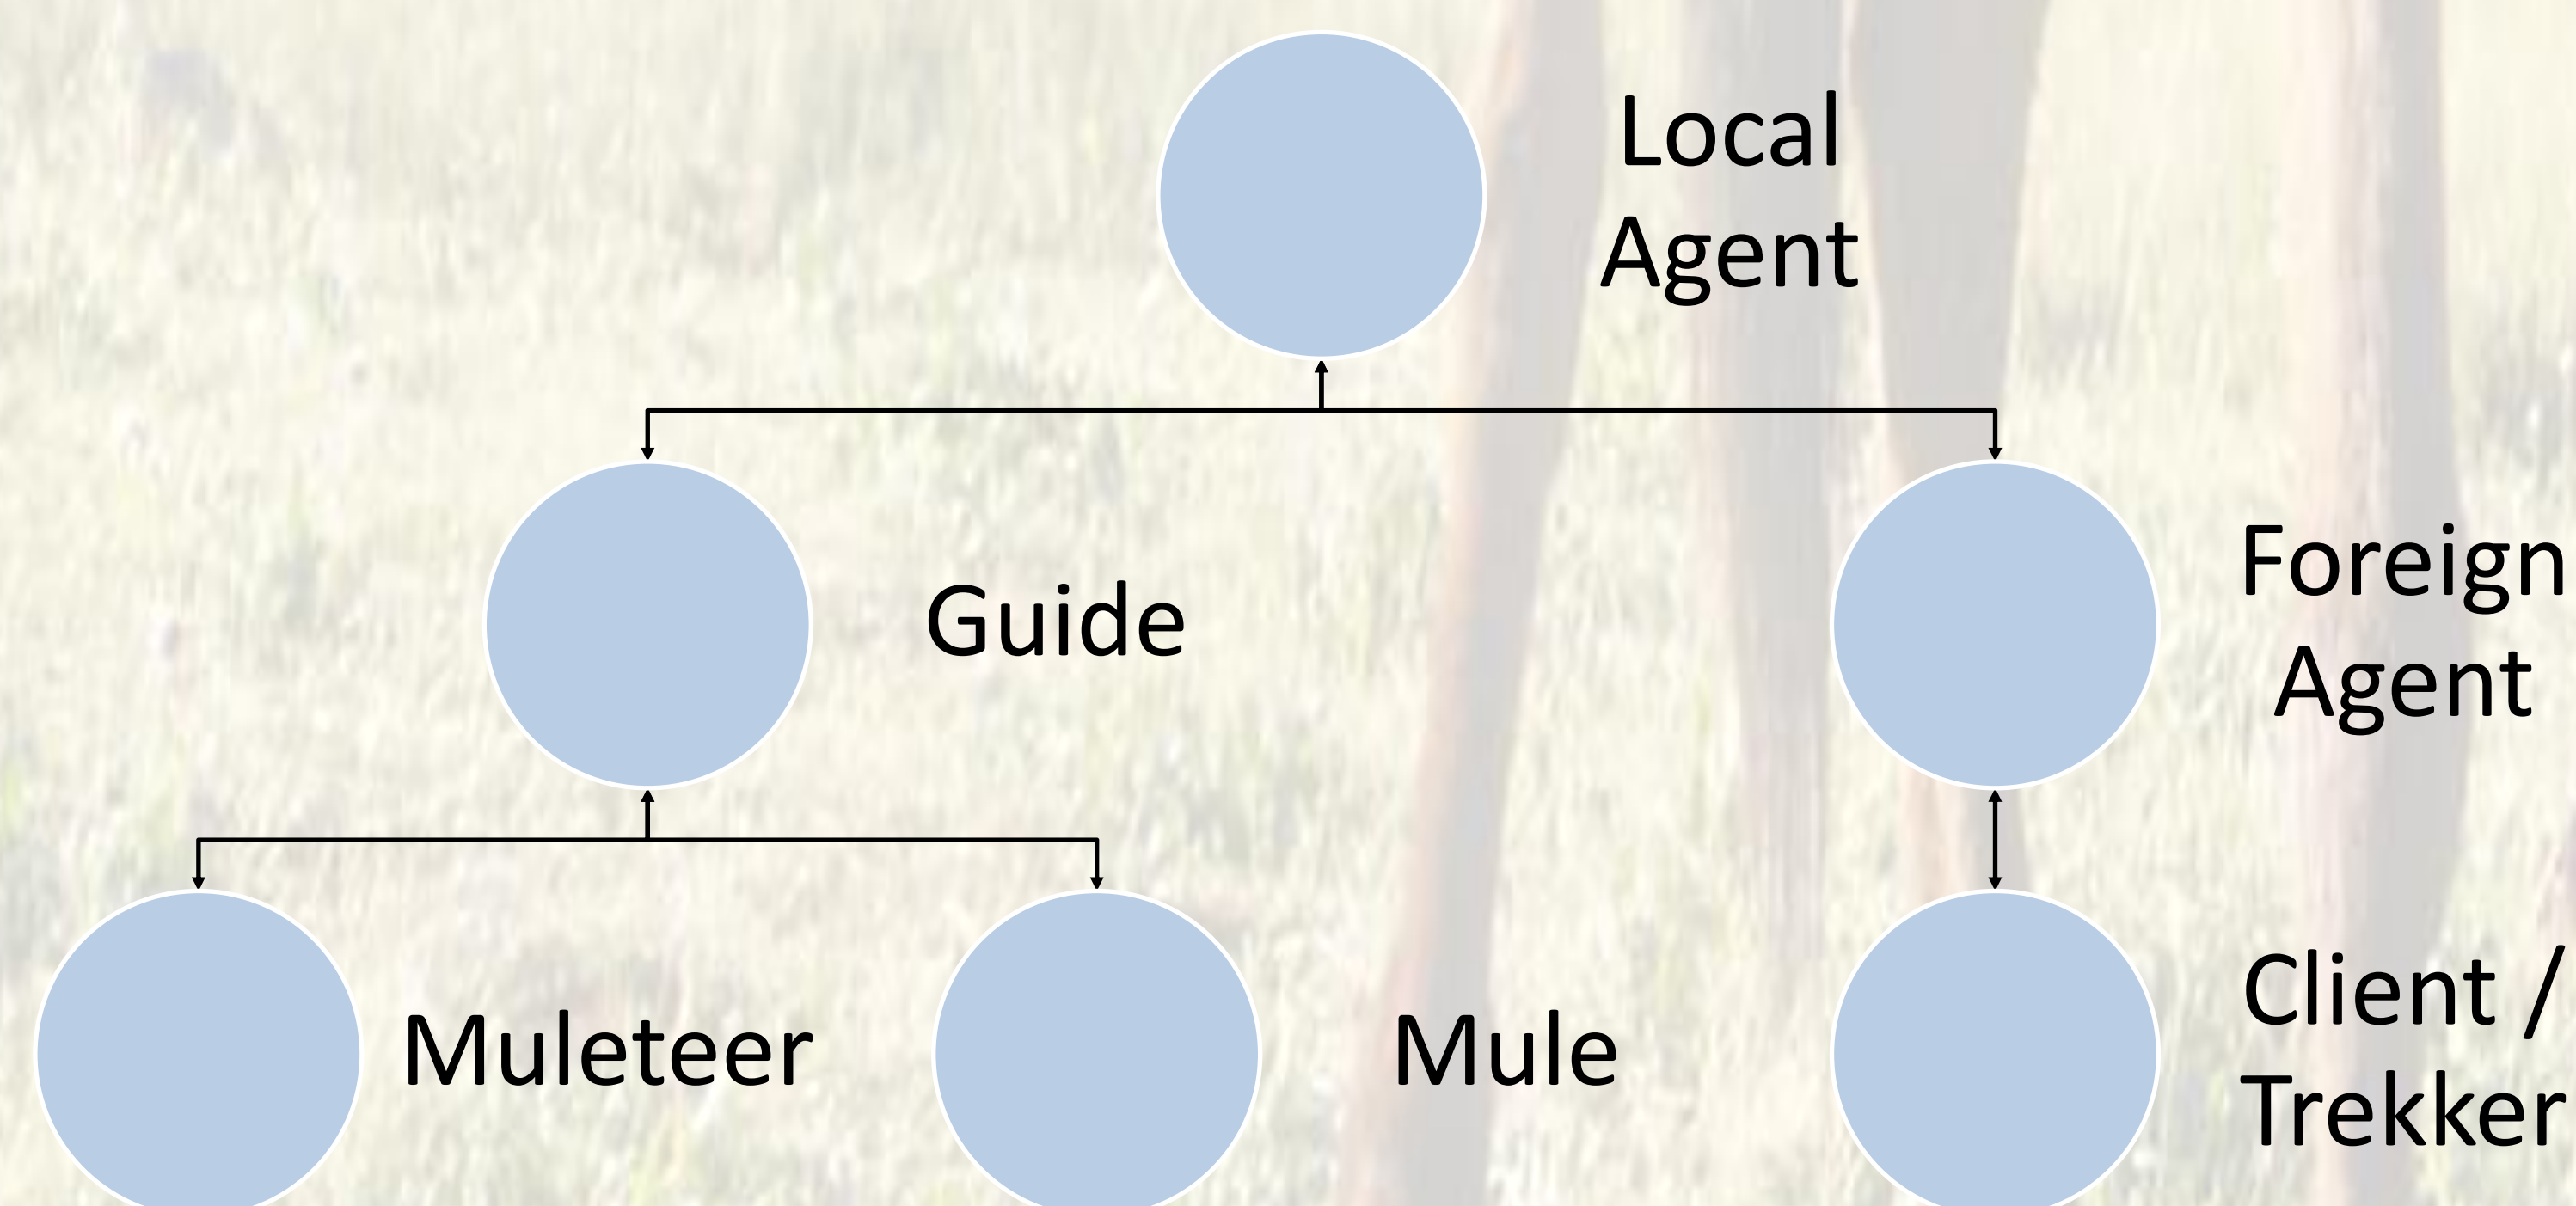 Local
Agent
Guide
Foreign
Agent
Muleteer
Mule
Client /
Trekker